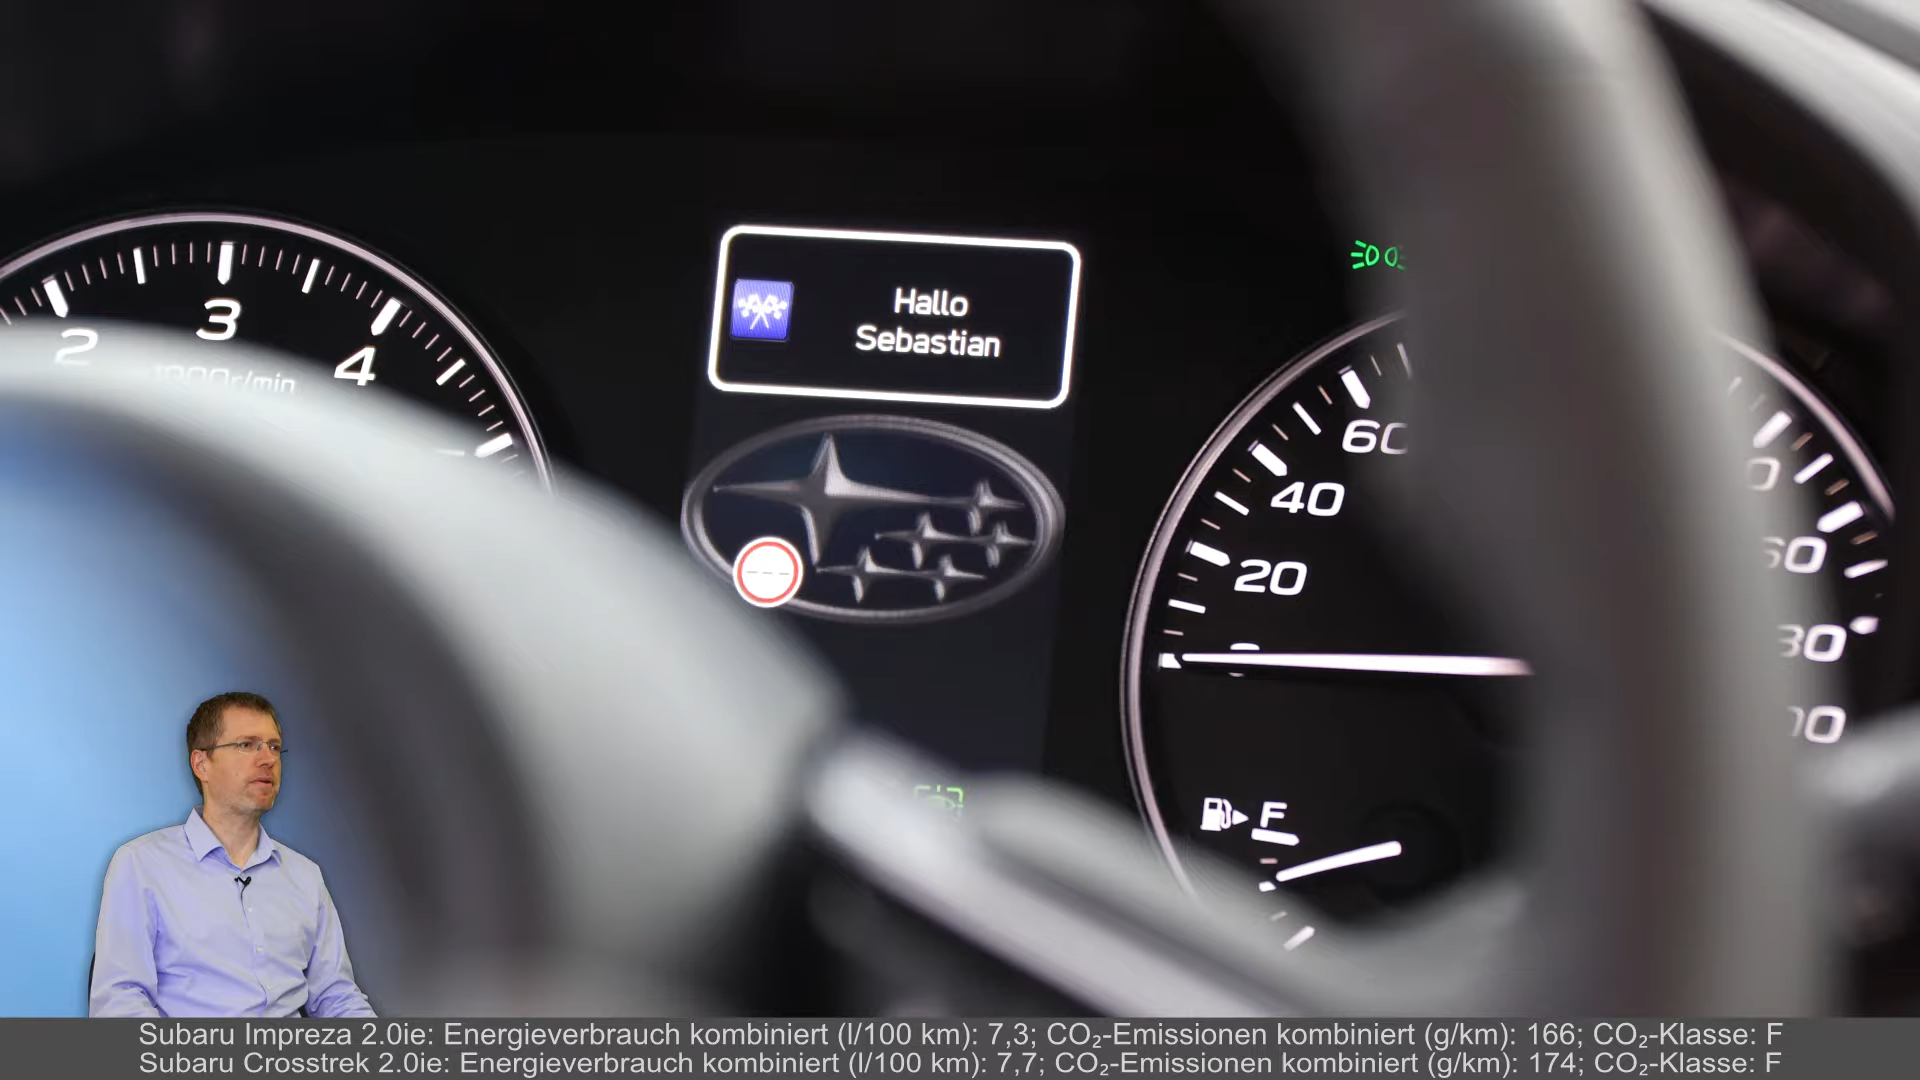 Hallo
Sebastian
2
3
4
1000r/min
60
40
20
F
Subaru Impreza 2.0ie: Energieverbrauch kombiniert (l/100 km): 7,3; CO₂-Emissionen kombiniert (g/km): 166; CO₂-Klasse: F
Subaru Crosstrek 2.0ie: Energieverbrauch kombiniert (l/100 km): 7,7; CO₂-Emissionen kombiniert (g/km): 174; CO₂-Klasse: F